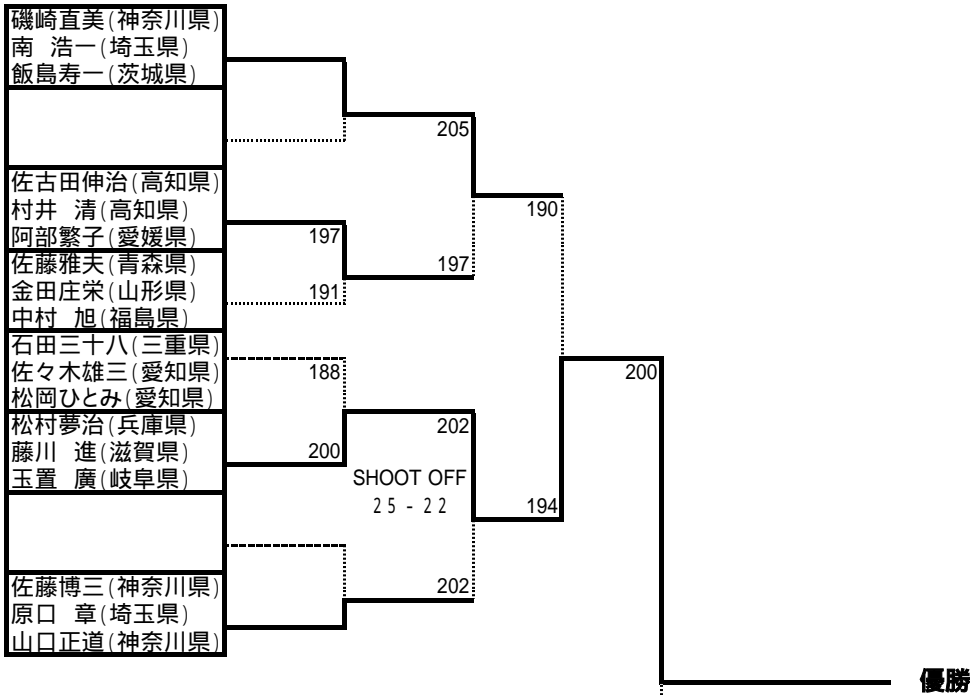 磯崎直美(神奈川県)
南 浩一(埼玉県)
飯島寿一(茨城県)
205
佐古田伸治(高知県)
村井 清(高知県)
190
阿部繁子(愛媛県)
197
佐藤雅夫(青森県)
197
金田庄栄(山形県)
191
中村 旭(福島県)
石田三十八(三重県)
佐々木雄三(愛知県)
188
200
松岡ひとみ(愛知県)
松村夢治(兵庫県)
202
藤川 進(滋賀県)
200
玉置 廣(岐阜県)
SHOOT OFF
25 - 22
194
佐藤博三(神奈川県)
202
原口 章(埼玉県)
山口正道(神奈川県)
優勝